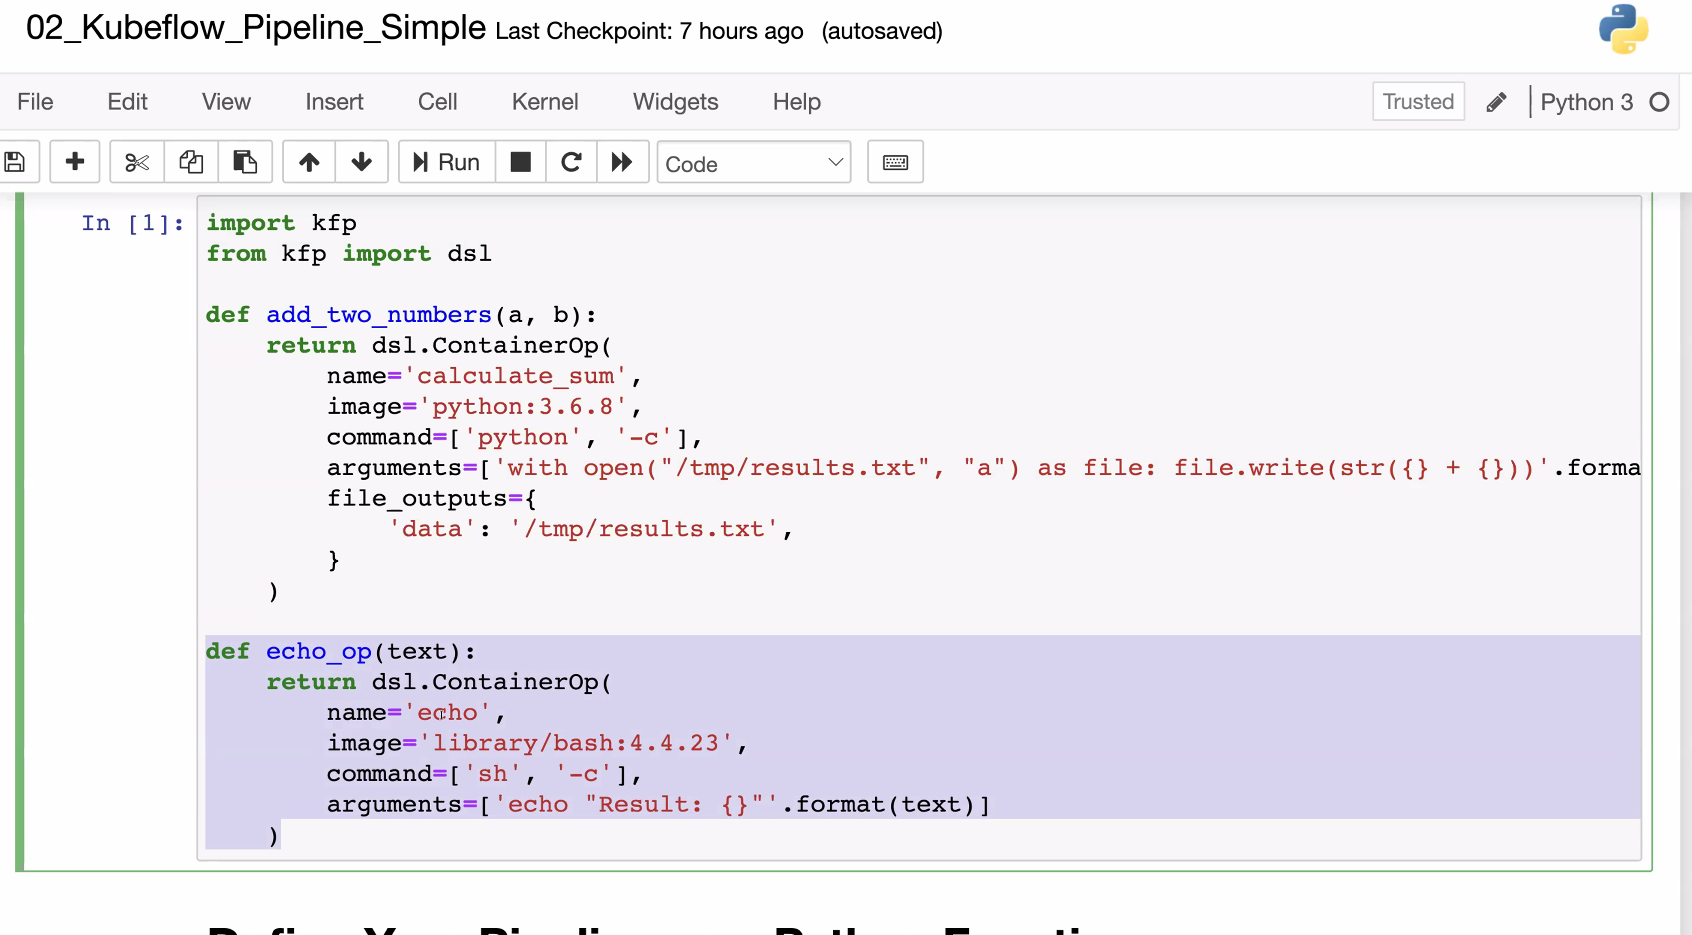 02_Kubeflow_Pipeline_Simple Last Checkpoint: 7 hours ago (autosaved)
File Edit View Insert Cell Kernel Widgets Help Trusted Python 3
Run Code
In [1]: import kfp
from kfp import dsl
def add_two_numbers(a, b):
    return dsl.ContainerOp(
        name='calculate_sum',
        image='python:3.6.8',
        command=['python', '-c'],
        arguments=['with open("/tmp/results.txt", "a") as file: file.write(str({} + {}))'.forma
        file_outputs={
            'data': '/tmp/results.txt',
        }
    )
def echo_op(text):
    return dsl.ContainerOp(
        name='echo',
        image='library/bash:4.4.23',
        command=['sh', '-c'],
        arguments=['echo "Result: {}"'.format(text)]
    )